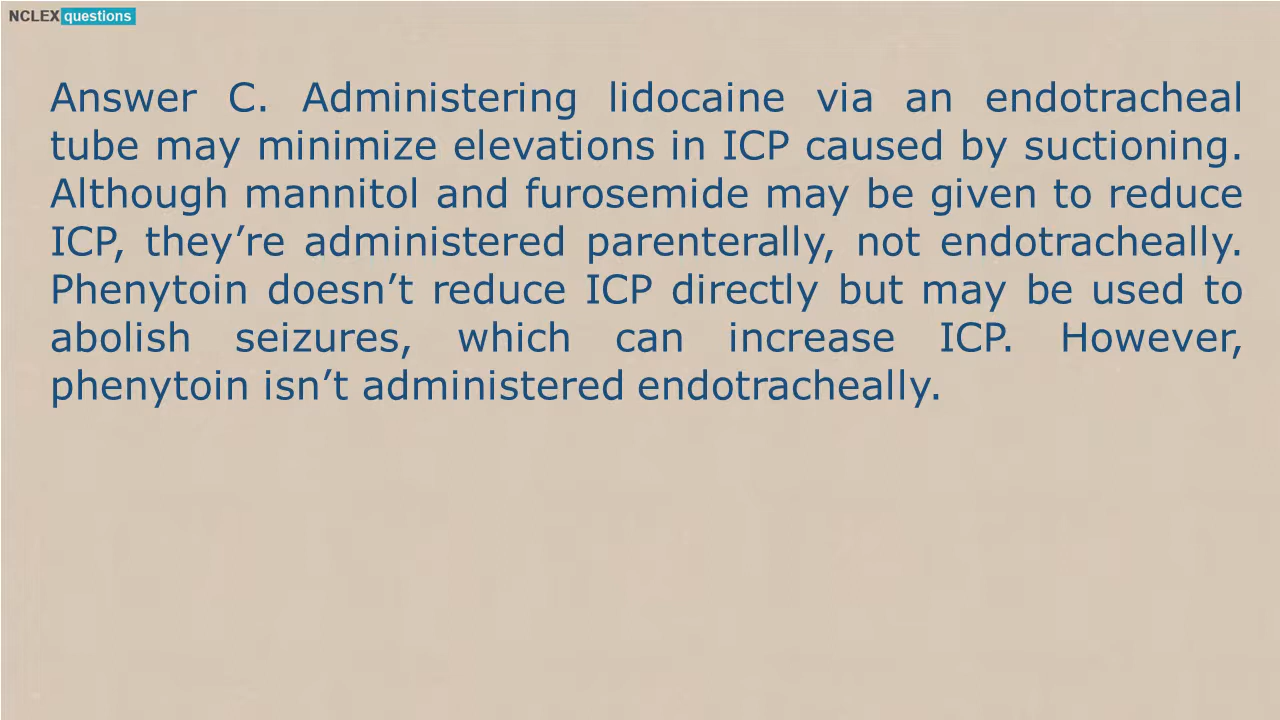 NCLEX questions
Answer C. Administering lidocaine via an endotracheal
tube may minimize elevations in ICP caused by suctioning.
Although mannitol and furosemide may be given to reduce
ICP, they’re administered parenterally, not endotracheally.
Phenytoin doesn’t reduce ICP directly but may be used to
abolish seizures, which can increase ICP. However,
phenytoin isn’t administered endotracheally.